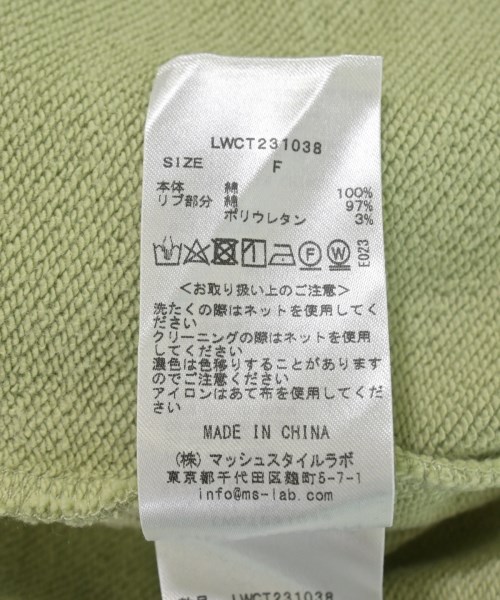 LWCT231038
SIZE F
本体 綿 100%
リブ部分 綿 97%
ポリウレタン 3%
F W E023
<お取り扱い上のご注意>
洗たくの際はネットを使用してく
ださい
クリーニングの際はネットを使用
してください
濃色は色移りすることがあります
のでご注意ください
アイロンはあて布を使用してくだ
さい
MADE IN CHINA
(株) マッシュスタイルラボ
東京都千代田区麹町5-7-1
info@ms-lab.com
LWCT231038